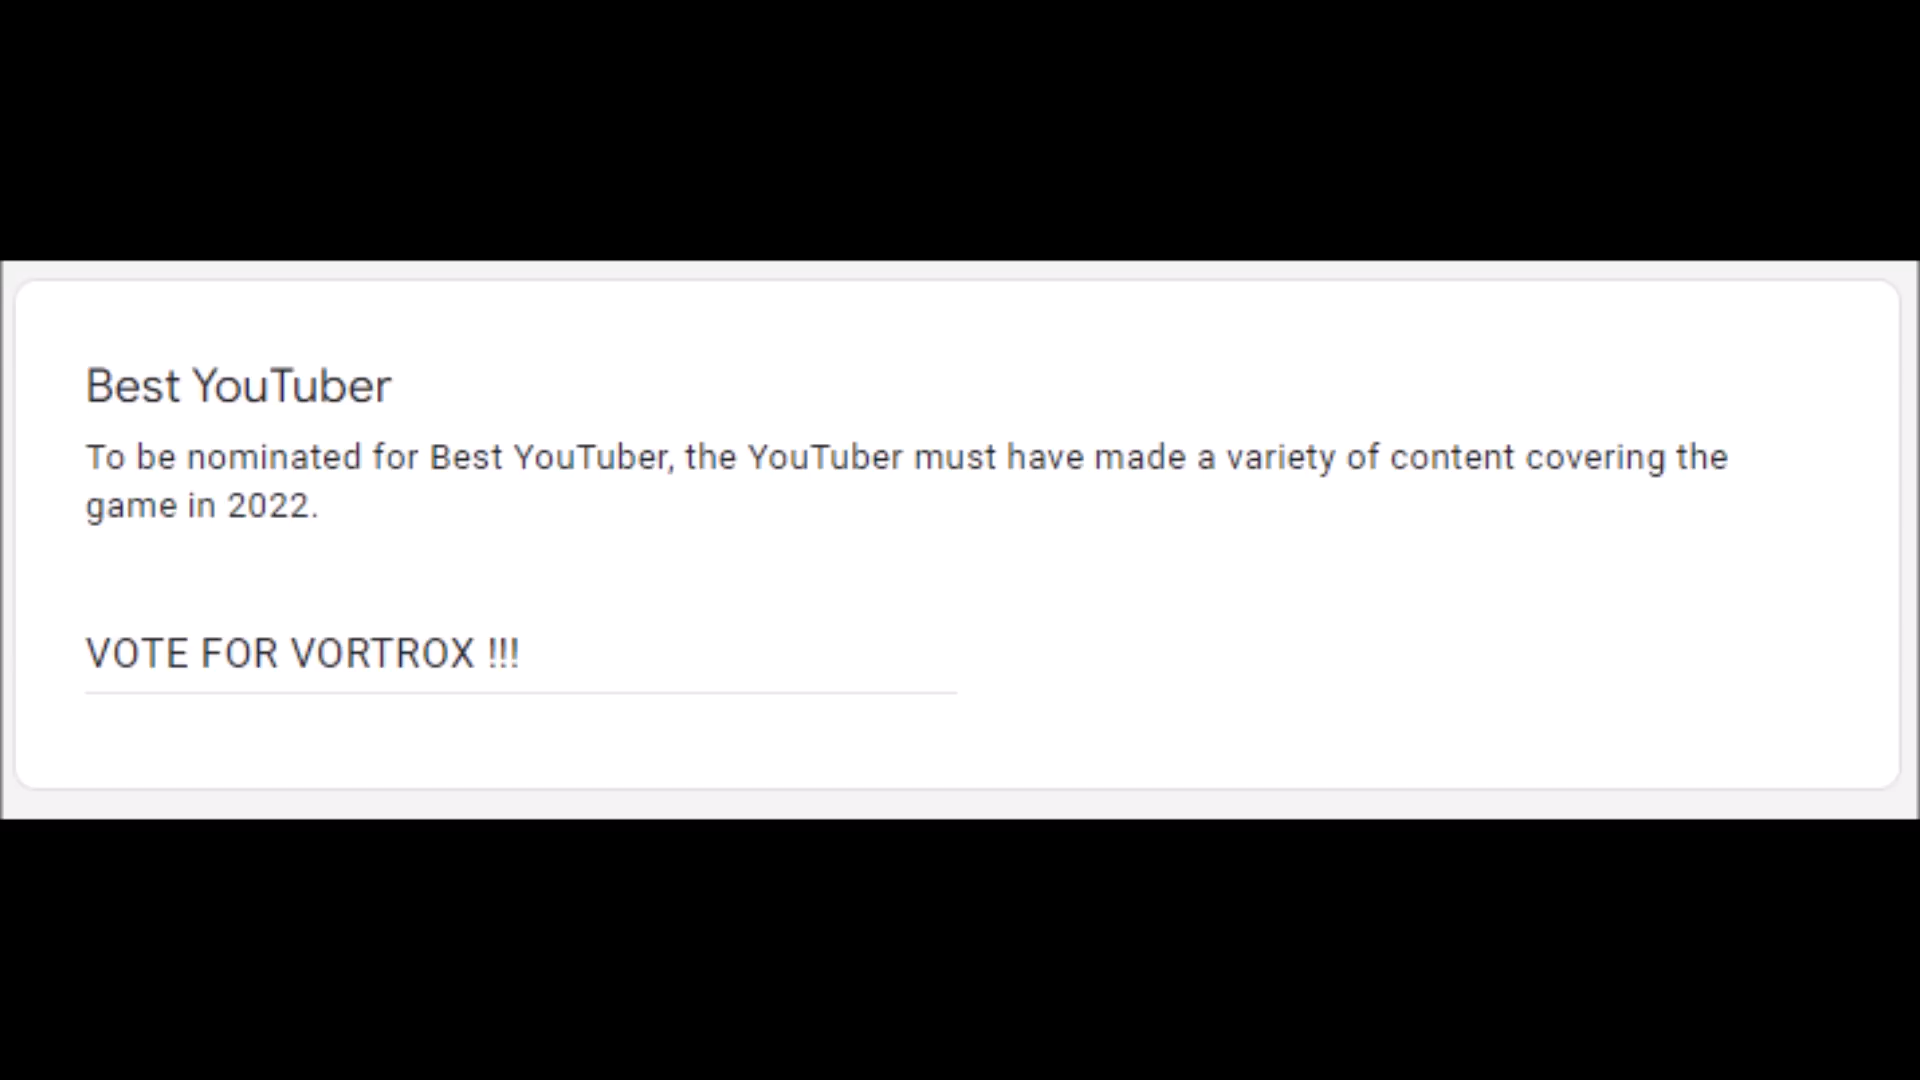 Best YouTuber
To be nominated for Best YouTuber, the YouTuber must have made a variety of content covering the
game in 2022.
VOTE FOR VORTROX !!!